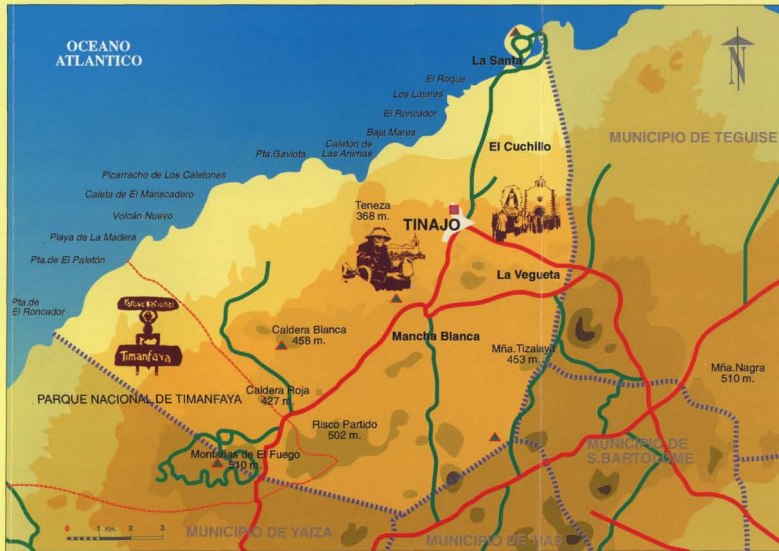 OCEANO
ATLANTICO
N
La Santa
El Roque
Los Lajares
El Roncador
Baja Mares
MUNICIPIO DE TEGUISE
El Cuchillo
Caletón de
Las Animas
Pta.Gaviota
Picarracho de Los Caletones
Caleta de El Mariscadero
Teneza
368 m.
Volcán Nuevo
TINAJO
Playa de La Madera
Pta.de El Paletón
La Vegueta
Pta.de
El Roncador
Parque Nacional
Timanfaya
Caldera Blanca
458 m.
Mancha Blanca
Mña.Tizalaya
453 m.
Mña.Nagra
510 m.
Caldera Roja
427 m.
PARQUE NACIONAL DE TIMANFAYA
Risco Partido
502 m.
Montañas de El Fuego
510 m.
MUNICIPIO DE
S.BARTOLOME
0 1 KM. 2 3
MUNICIPIO DE YAIZA
MUNICIPIO DE TIAS